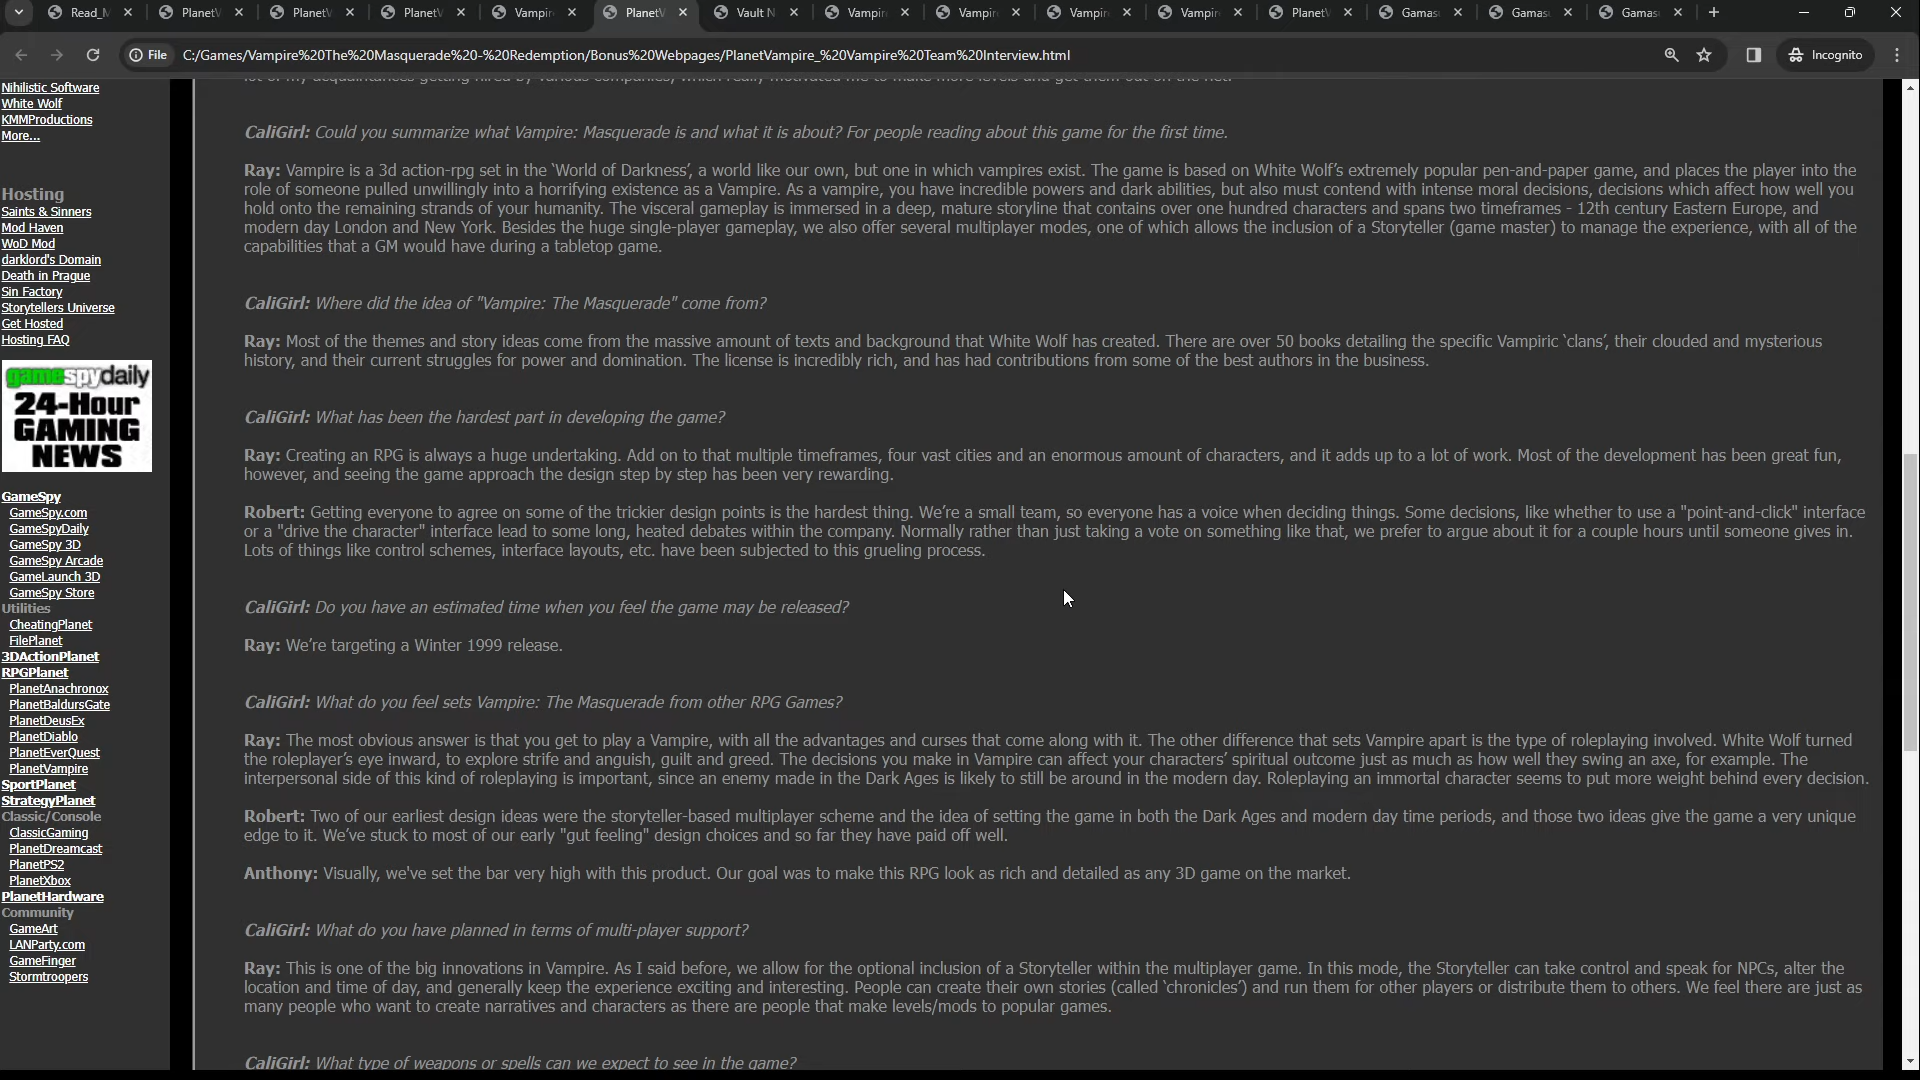 Read_M
PlanetV
PlanetV
PlanetV
Vampir
PlanetV
Vault N
Vampir
Vampir
Vampir
Vampir
PlanetV
Gamas
Gamas
Gamas
File
C:/Games/Vampire%20The%20Masquerade%20-%20Redemption/Bonus%20Webpages/PlanetVampire_%20Vampire%20Team%20Interview.html
Incognito
Nihilistic Software
White Wolf
KMMProductions
More...
Hosting
Saints & Sinners
Mod Haven
WoD Mod
darklord's Domain
Death in Prague
Sin Factory
Storytellers Universe
Get Hosted
Hosting FAQ
gamespydaily
24-Hour
GAMING
NEWS
GameSpy
GameSpy.com
GameSpyDaily
GameSpy 3D
GameSpy Arcade
GameLaunch 3D
GameSpy Store
Utilities
CheatingPlanet
FilePlanet
3DActionPlanet
RPGPlanet
PlanetAnachronox
PlanetBaldursGate
PlanetDeusEx
PlanetDiablo
PlanetEverQuest
PlanetVampire
SportPlanet
StrategyPlanet
Classic/Console
ClassicGaming
PlanetDreamcast
PlanetPS2
PlanetXbox
PlanetHardware
Community
GameArt
LANParty.com
GameFinger
Stormtroopers
lot of my acquaintances getting hired by various companies, which really motivated me to make more levels and get them out on the net.
CaliGirl: Could you summarize what Vampire: Masquerade is and what it is about? For people reading about this game for the first time.
Ray: Vampire is a 3d action-rpg set in the ‘World of Darkness’, a world like our own, but one in which vampires exist. The game is based on White Wolf’s extremely popular pen-and-paper game, and places the player into the
role of someone pulled unwillingly into a horrifying existence as a Vampire. As a vampire, you have incredible powers and dark abilities, but also must contend with intense moral decisions, decisions which affect how well you
hold onto the remaining strands of your humanity. The visceral gameplay is immersed in a deep, mature storyline that contains over one hundred characters and spans two timeframes - 12th century Eastern Europe, and
modern day London and New York. Besides the huge single-player gameplay, we also offer several multiplayer modes, one of which allows the inclusion of a Storyteller (game master) to manage the experience, with all of the
capabilities that a GM would have during a tabletop game.
CaliGirl: Where did the idea of "Vampire: The Masquerade" come from?
Ray: Most of the themes and story ideas come from the massive amount of texts and background that White Wolf has created. There are over 50 books detailing the specific Vampiric ‘clans’, their clouded and mysterious
history, and their current struggles for power and domination. The license is incredibly rich, and has had contributions from some of the best authors in the business.
CaliGirl: What has been the hardest part in developing the game?
Ray: Creating an RPG is always a huge undertaking. Add on to that multiple timeframes, four vast cities and an enormous amount of characters, and it adds up to a lot of work. Most of the development has been great fun,
however, and seeing the game approach the design step by step has been very rewarding.
Robert: Getting everyone to agree on some of the trickier design points is the hardest thing. We’re a small team, so everyone has a voice when deciding things. Some decisions, like whether to use a "point-and-click" interface
or a "drive the character" interface lead to some long, heated debates within the company. Normally rather than just taking a vote on something like that, we prefer to argue about it for a couple hours until someone gives in.
Lots of things like control schemes, interface layouts, etc. have been subjected to this grueling process.
CaliGirl: Do you have an estimated time when you feel the game may be released?
Ray: We’re targeting a Winter 1999 release.
CaliGirl: What do you feel sets Vampire: The Masquerade from other RPG Games?
Ray: The most obvious answer is that you get to play a Vampire, with all the advantages and curses that come along with it. The other difference that sets Vampire apart is the type of roleplaying involved. White Wolf turned
the roleplayer’s eye inward, to explore strife and anguish, guilt and greed. The decisions you make in Vampire can affect your characters’ spiritual outcome just as much as how well they swing an axe, for example. The
interpersonal side of this kind of roleplaying is important, since an enemy made in the Dark Ages is likely to still be around in the modern day. Roleplaying an immortal character seems to put more weight behind every decision.
Robert: Two of our earliest design ideas were the storyteller-based multiplayer scheme and the idea of setting the game in both the Dark Ages and modern day time periods, and those two ideas give the game a very unique
edge to it. We’ve stuck to most of our early "gut feeling" design choices and so far they have paid off well.
Anthony: Visually, we've set the bar very high with this product. Our goal was to make this RPG look as rich and detailed as any 3D game on the market.
CaliGirl: What do you have planned in terms of multi-player support?
Ray: This is one of the big innovations in Vampire. As I said before, we allow for the optional inclusion of a Storyteller within the multiplayer game. In this mode, the Storyteller can take control and speak for NPCs, alter the
location and time of day, and generally keep the experience exciting and interesting. People can create their own stories (called ‘chronicles’) and run them for other players or distribute them to others. We feel there are just as
many people who want to create narratives and characters as there are people that make levels/mods to popular games.
CaliGirl: What type of weapons or spells can we expect to see in the game?